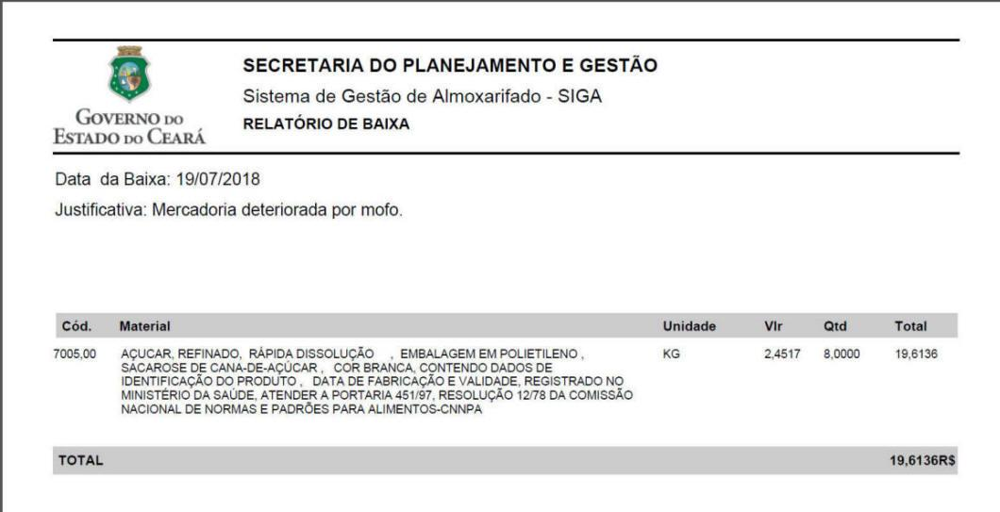 GOVERNO DO
ESTADO DO CEARÁ
SECRETARIA DO PLANEJAMENTO E GESTÃO
Sistema de Gestão de Almoxarifado - SIGA
RELATÓRIO DE BAIXA
Data da Baixa: 19/07/2018
Justificativa: Mercadoria deteriorada por mofo.
Cód. Material Unidade Vlr Qtd Total
7005,00 AÇUCAR, REFINADO, RÁPIDA DISSOLUÇÃO , EMBALAGEM EM POLIETILENO , KG 2,4517 8,0000 19,6136
SACAROSE DE CANA-DE-AÇÚCAR , COR BRANCA, CONTENDO DADOS DE
IDENTIFICAÇÃO DO PRODUTO , DATA DE FABRICAÇÃO E VALIDADE, REGISTRADO NO
MINISTÉRIO DA SAÚDE, ATENDER A PORTARIA 451/97, RESOLUÇÃO 12/78 DA COMISSÃO
NACIONAL DE NORMAS E PADRÕES PARA ALIMENTOS-CNNPA
TOTAL 19,6136R$